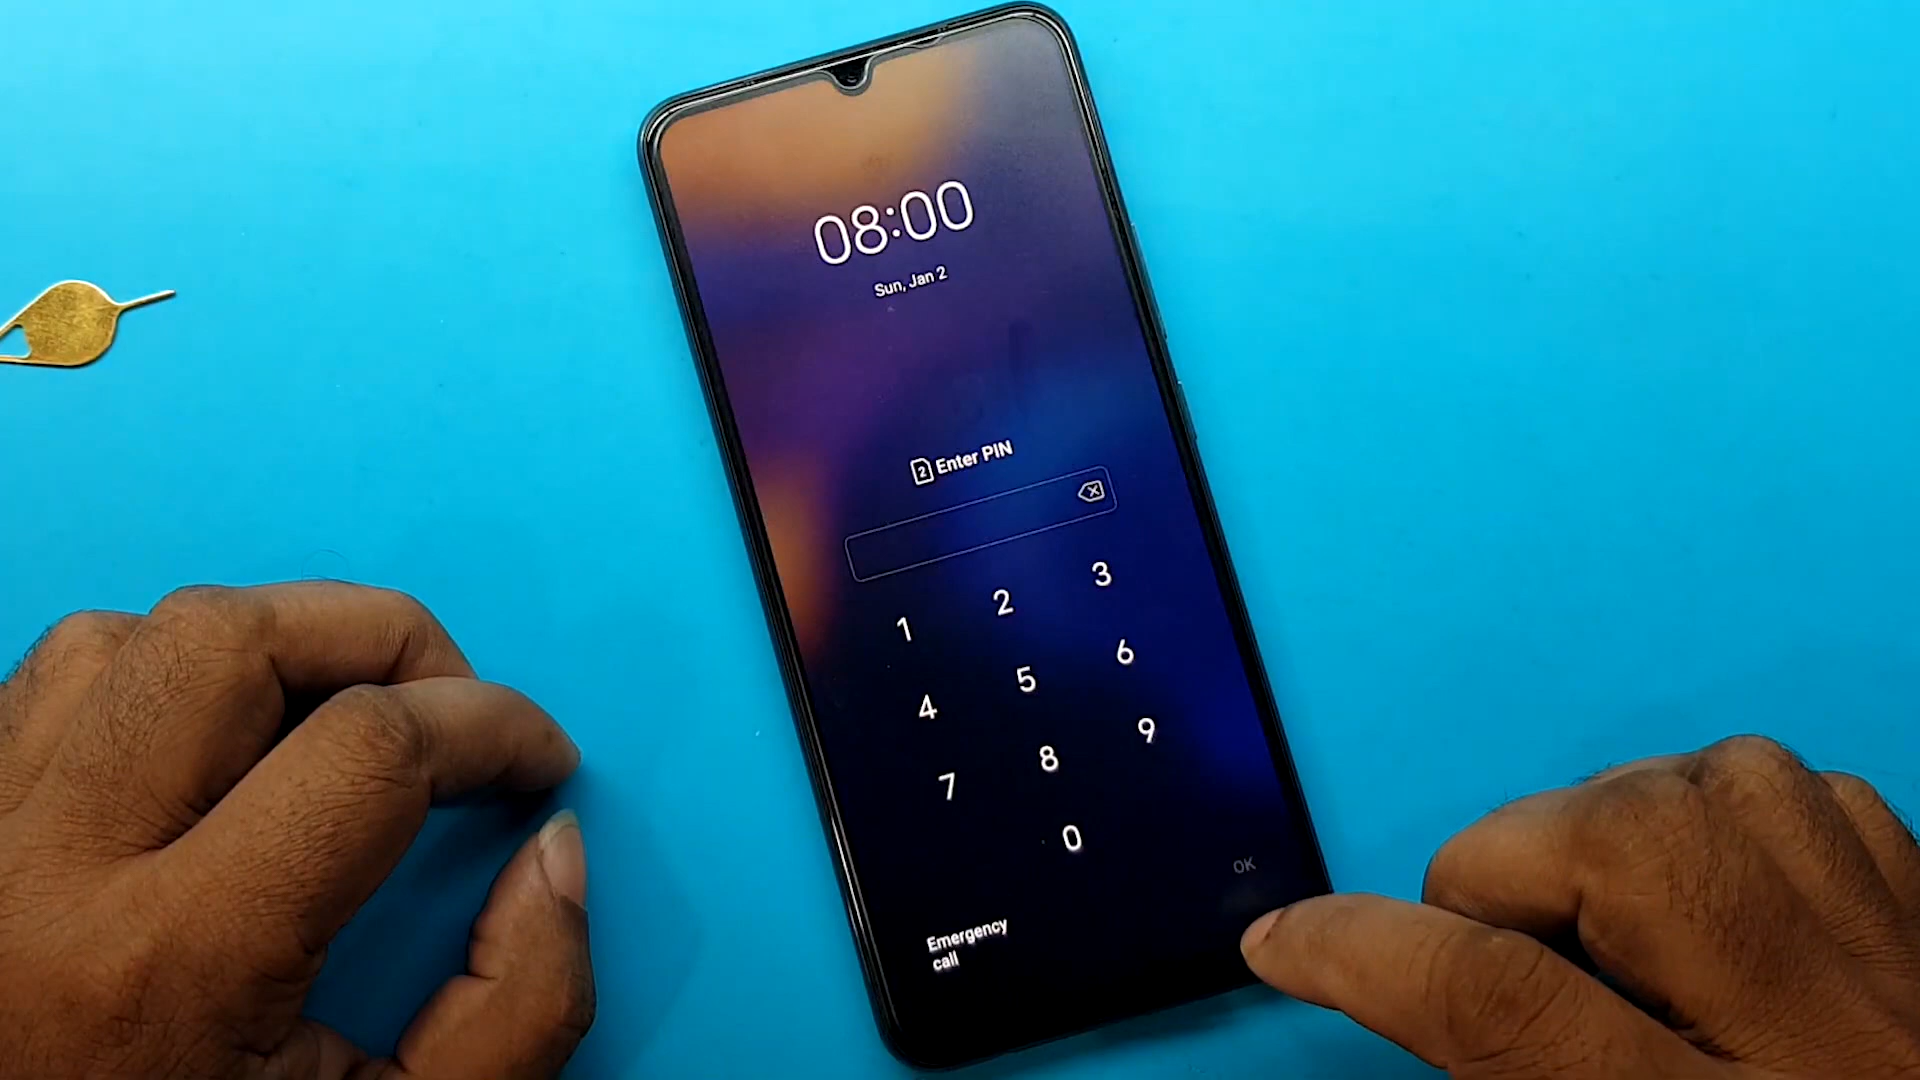 08:00
Sun, Jan 2
2 Enter PIN
1 2 3
4 5 6
7 8 9
0
OK
Emergency
call